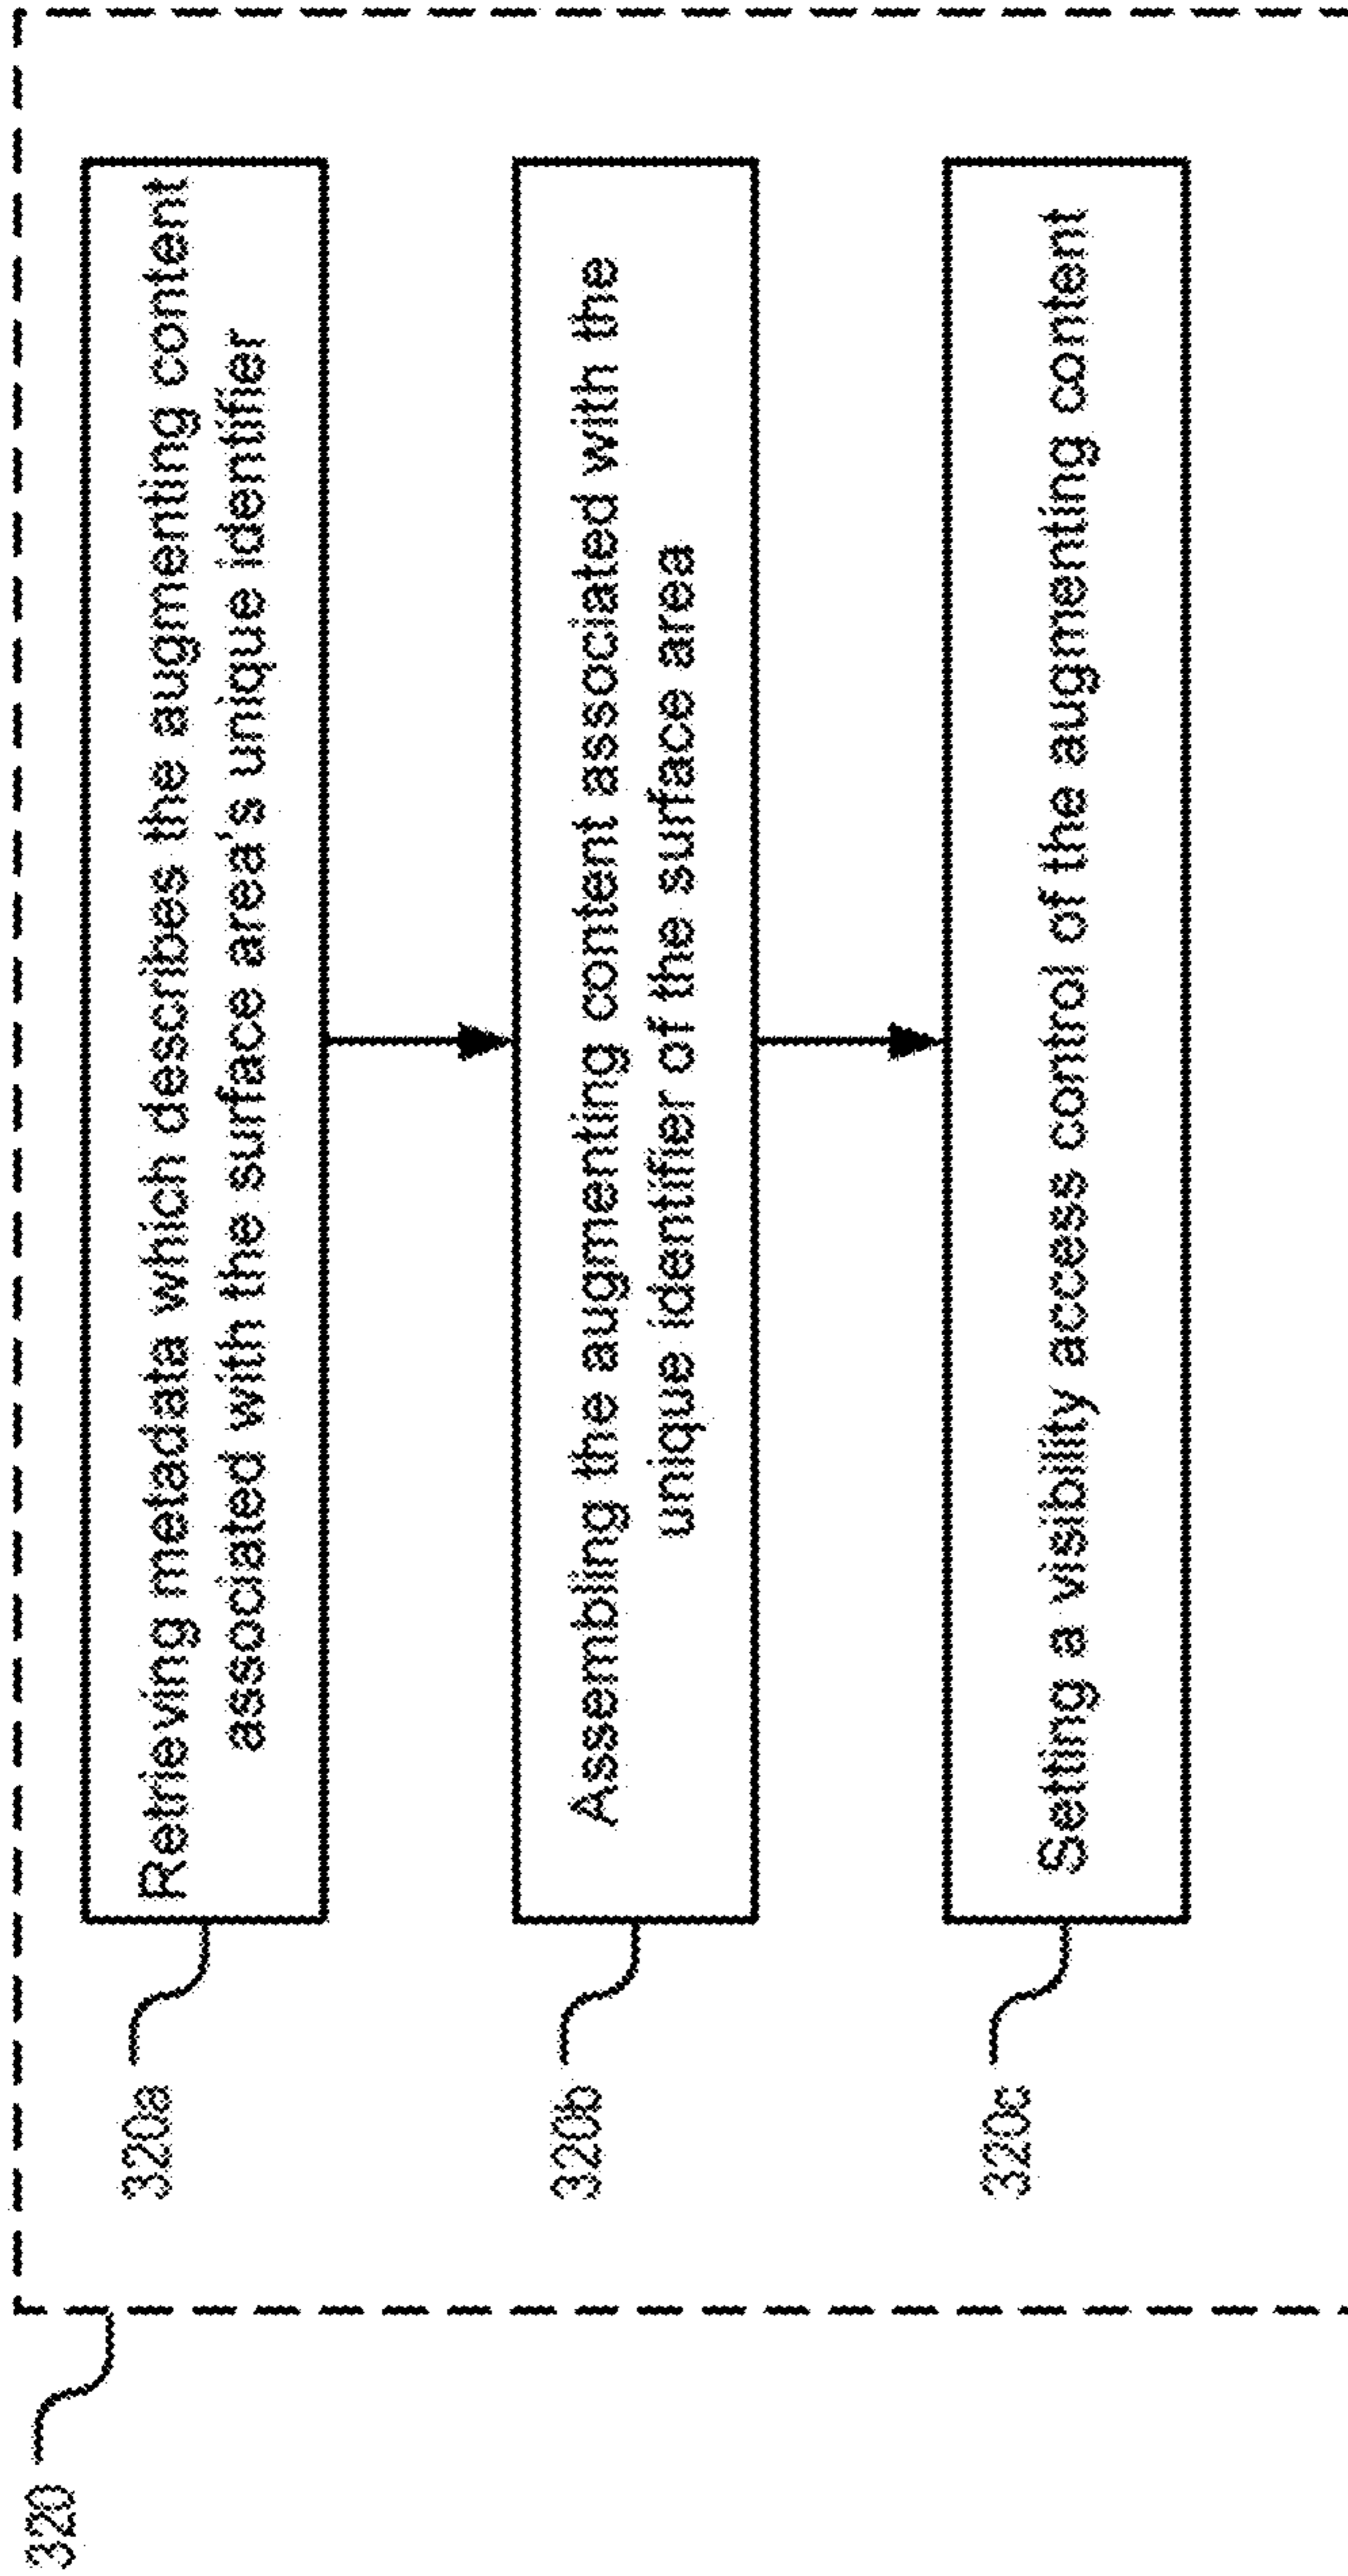 320
320a
Retrieving metadata which describes the augmenting content
associated with the surface area's unique identifier
320b
Assembling the augmenting content associated with the
unique identifier of the surface area
320c
Setting a visibility access control of the augmenting content